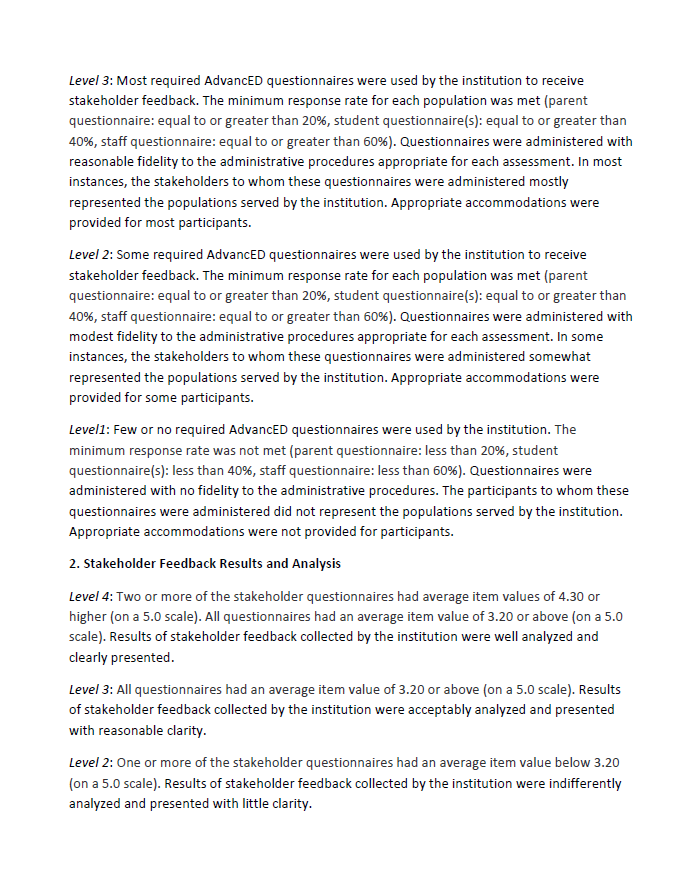 Level 3: Most required AdvancED questionnaires were used by the institution to receive
stakeholder feedback. The minimum response rate for each population was met (parent
questionnaire: equal to or greater than 20%, student questionnaire(s): equal to or greater than
40%, staff questionnaire: equal to or greater than 60%). Questionnaires were administered with
reasonable fidelity to the administrative procedures appropriate for each assessment. In most
instances, the stakeholders to whom these questionnaires were administered mostly
represented the populations served by the institution. Appropriate accommodations were
provided for most participants.
Level 2: Some required AdvancED questionnaires were used by the institution to receive
stakeholder feedback. The minimum response rate for each population was met (parent
questionnaire: equal to or greater than 20%, student questionnaire(s): equal to or greater than
40%, staff questionnaire: equal to or greater than 60%). Questionnaires were administered with
modest fidelity to the administrative procedures appropriate for each assessment. In some
instances, the stakeholders to whom these questionnaires were administered somewhat
represented the populations served by the institution. Appropriate accommodations were
provided for some participants.
Level1: Few or no required AdvancED questionnaires were used by the institution. The
minimum response rate was not met (parent questionnaire: less than 20%, student
questionnaire(s): less than 40%, staff questionnaire: less than 60%). Questionnaires were
administered with no fidelity to the administrative procedures. The participants to whom these
questionnaires were administered did not represent the populations served by the institution.
Appropriate accommodations were not provided for participants.
2. Stakeholder Feedback Results and Analysis
Level 4: Two or more of the stakeholder questionnaires had average item values of 4.30 or
higher (on a 5.0 scale). All questionnaires had an average item value of 3.20 or above (on a 5.0
scale). Results of stakeholder feedback collected by the institution were well analyzed and
clearly presented.
Level 3: All questionnaires had an average item value of 3.20 or above (on a 5.0 scale). Results
of stakeholder feedback collected by the institution were acceptably analyzed and presented
with reasonable clarity.
Level 2: One or more of the stakeholder questionnaires had an average item value below 3.20
(on a 5.0 scale). Results of stakeholder feedback collected by the institution were indifferently
analyzed and presented with little clarity.